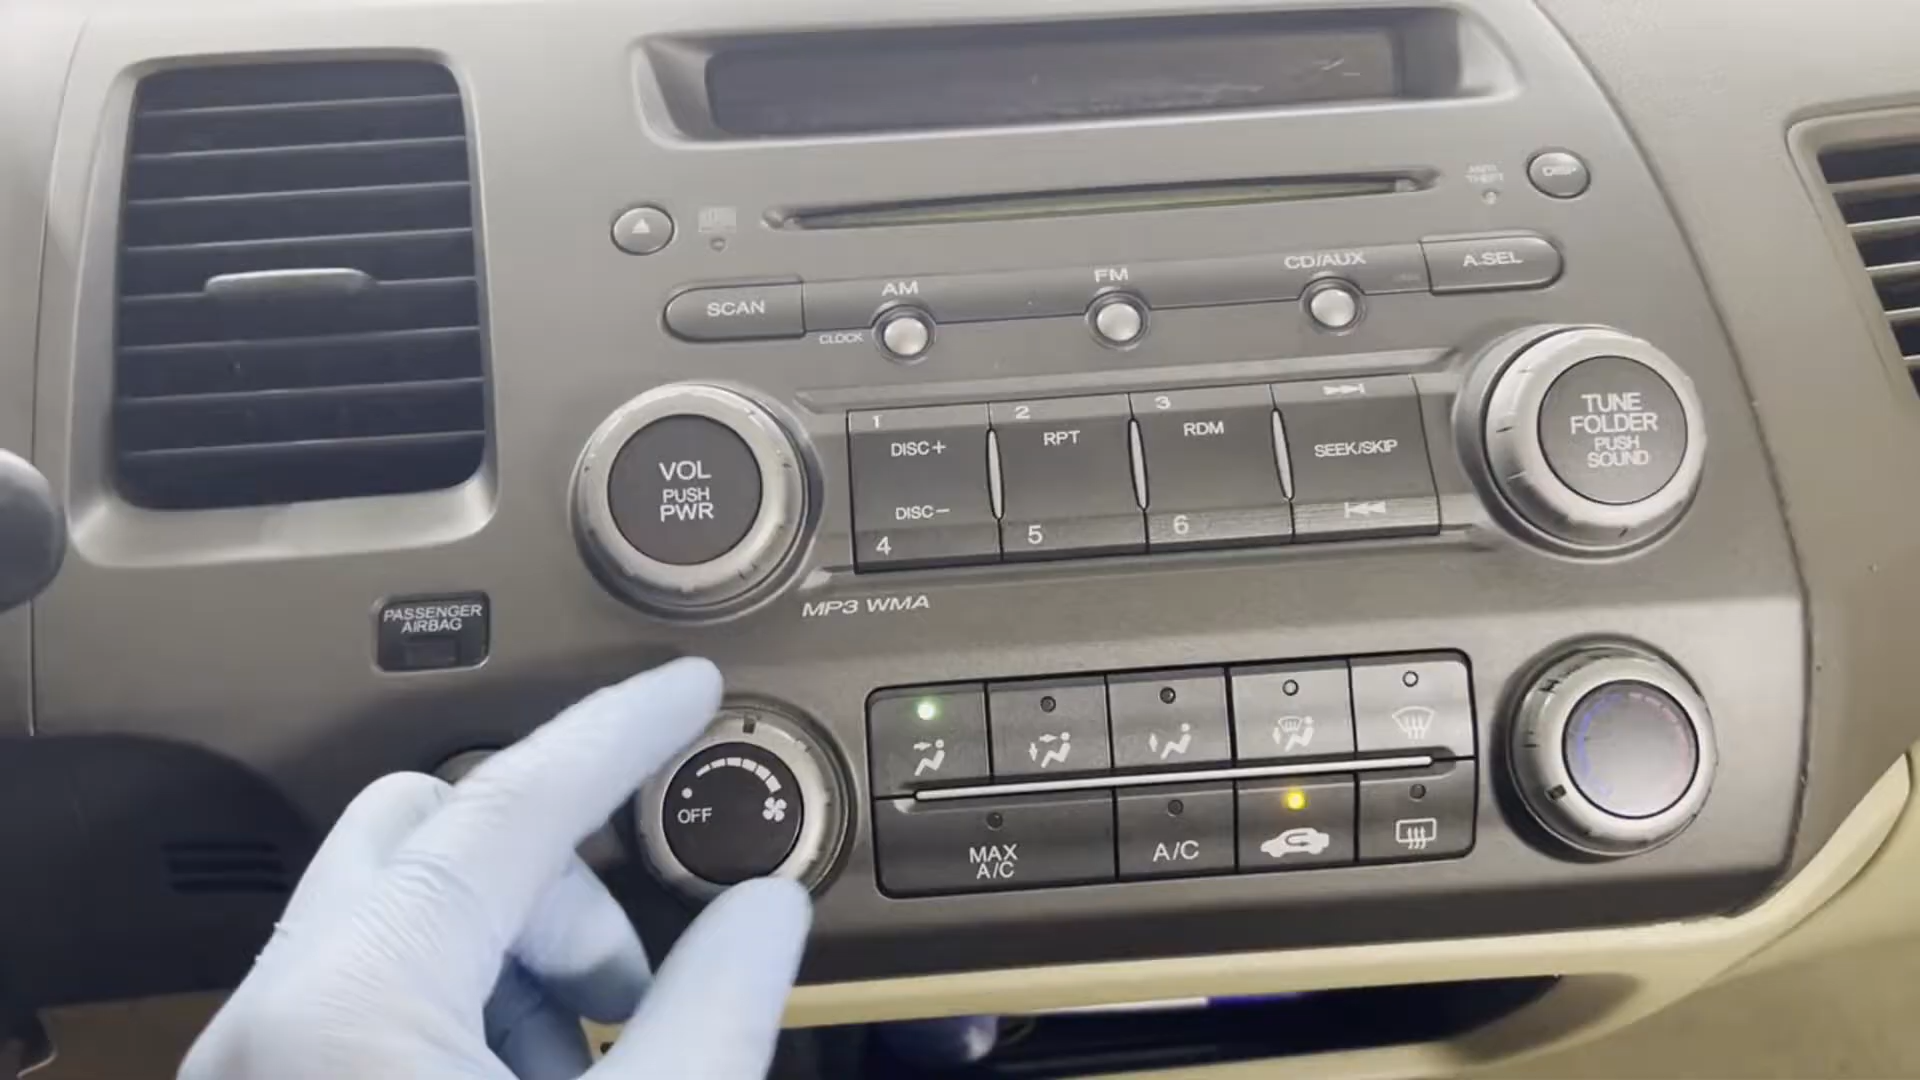 ANTI
THEFT
DISP
SCAN
AM
FM
CD/AUX
A.SEL
CLOCK
VOL
PUSH
PWR
1
DISC+
DISC-
4
2
RPT
5
3
RDM
6
SEEK/SKIP
TUNE
FOLDER
PUSH
SOUND
MP3 WMA
PASSENGER
AIRBAG
OFF
MAX
A/C
A/C